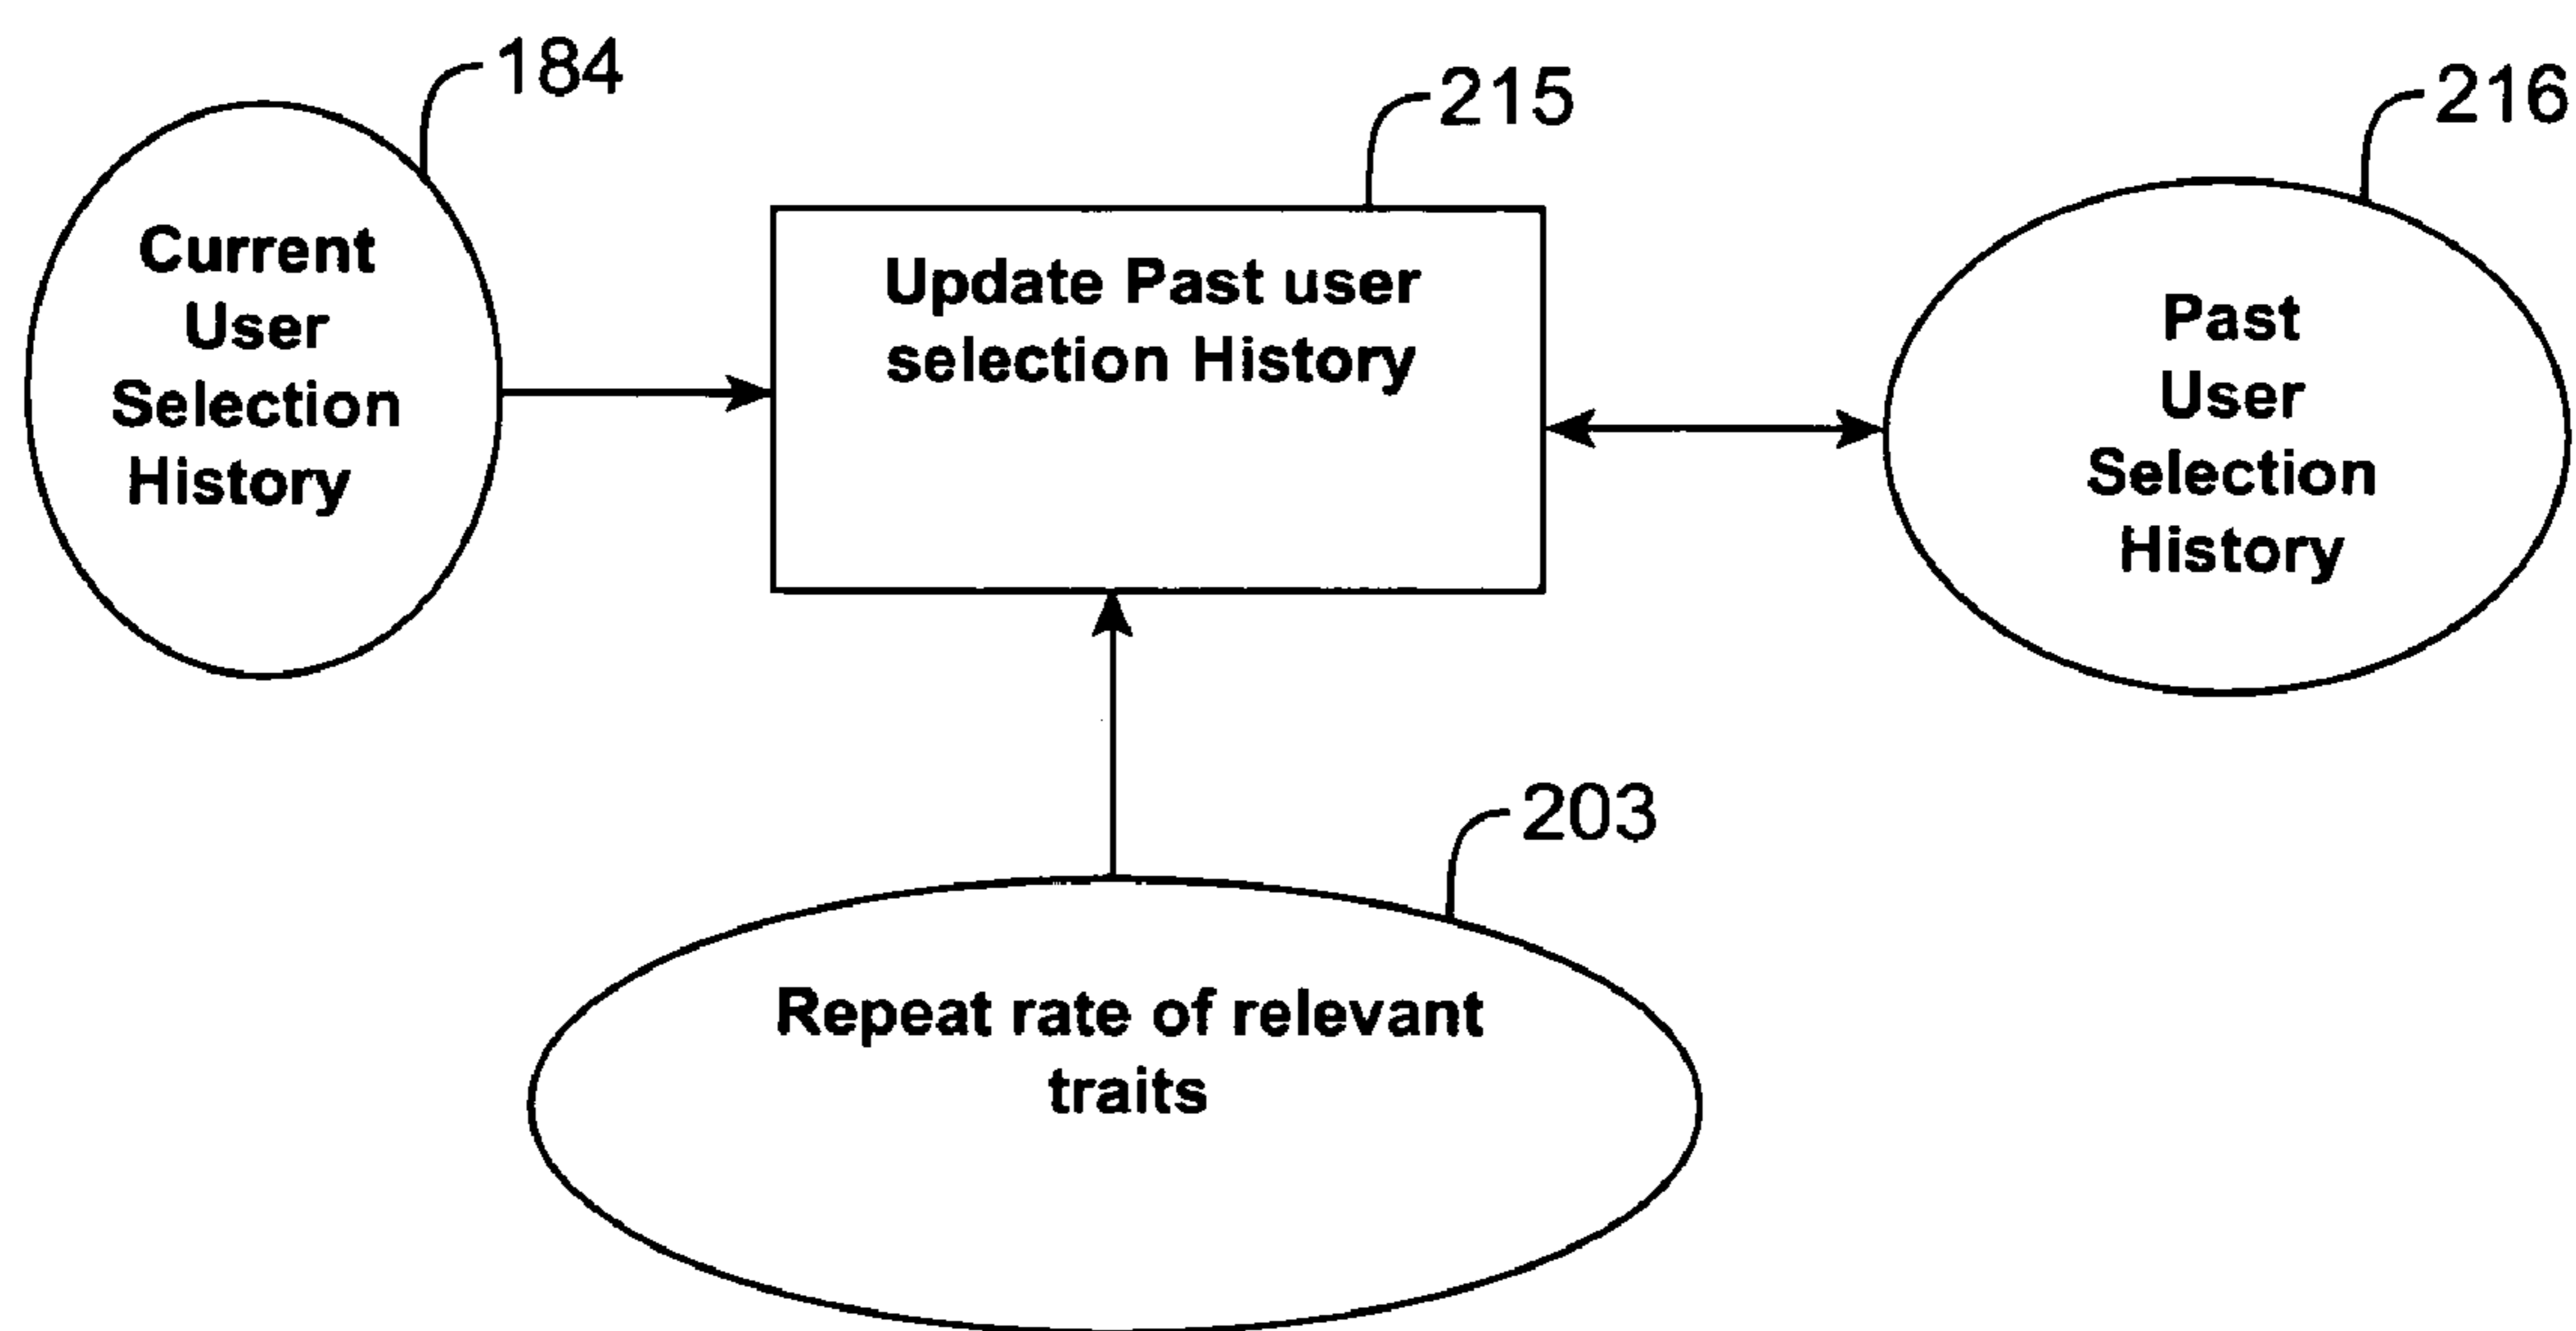 184
215
216
Current
User
Selection
History
Update Past user
selection History
Past
User
Selection
History
203
Repeat rate of relevant
traits